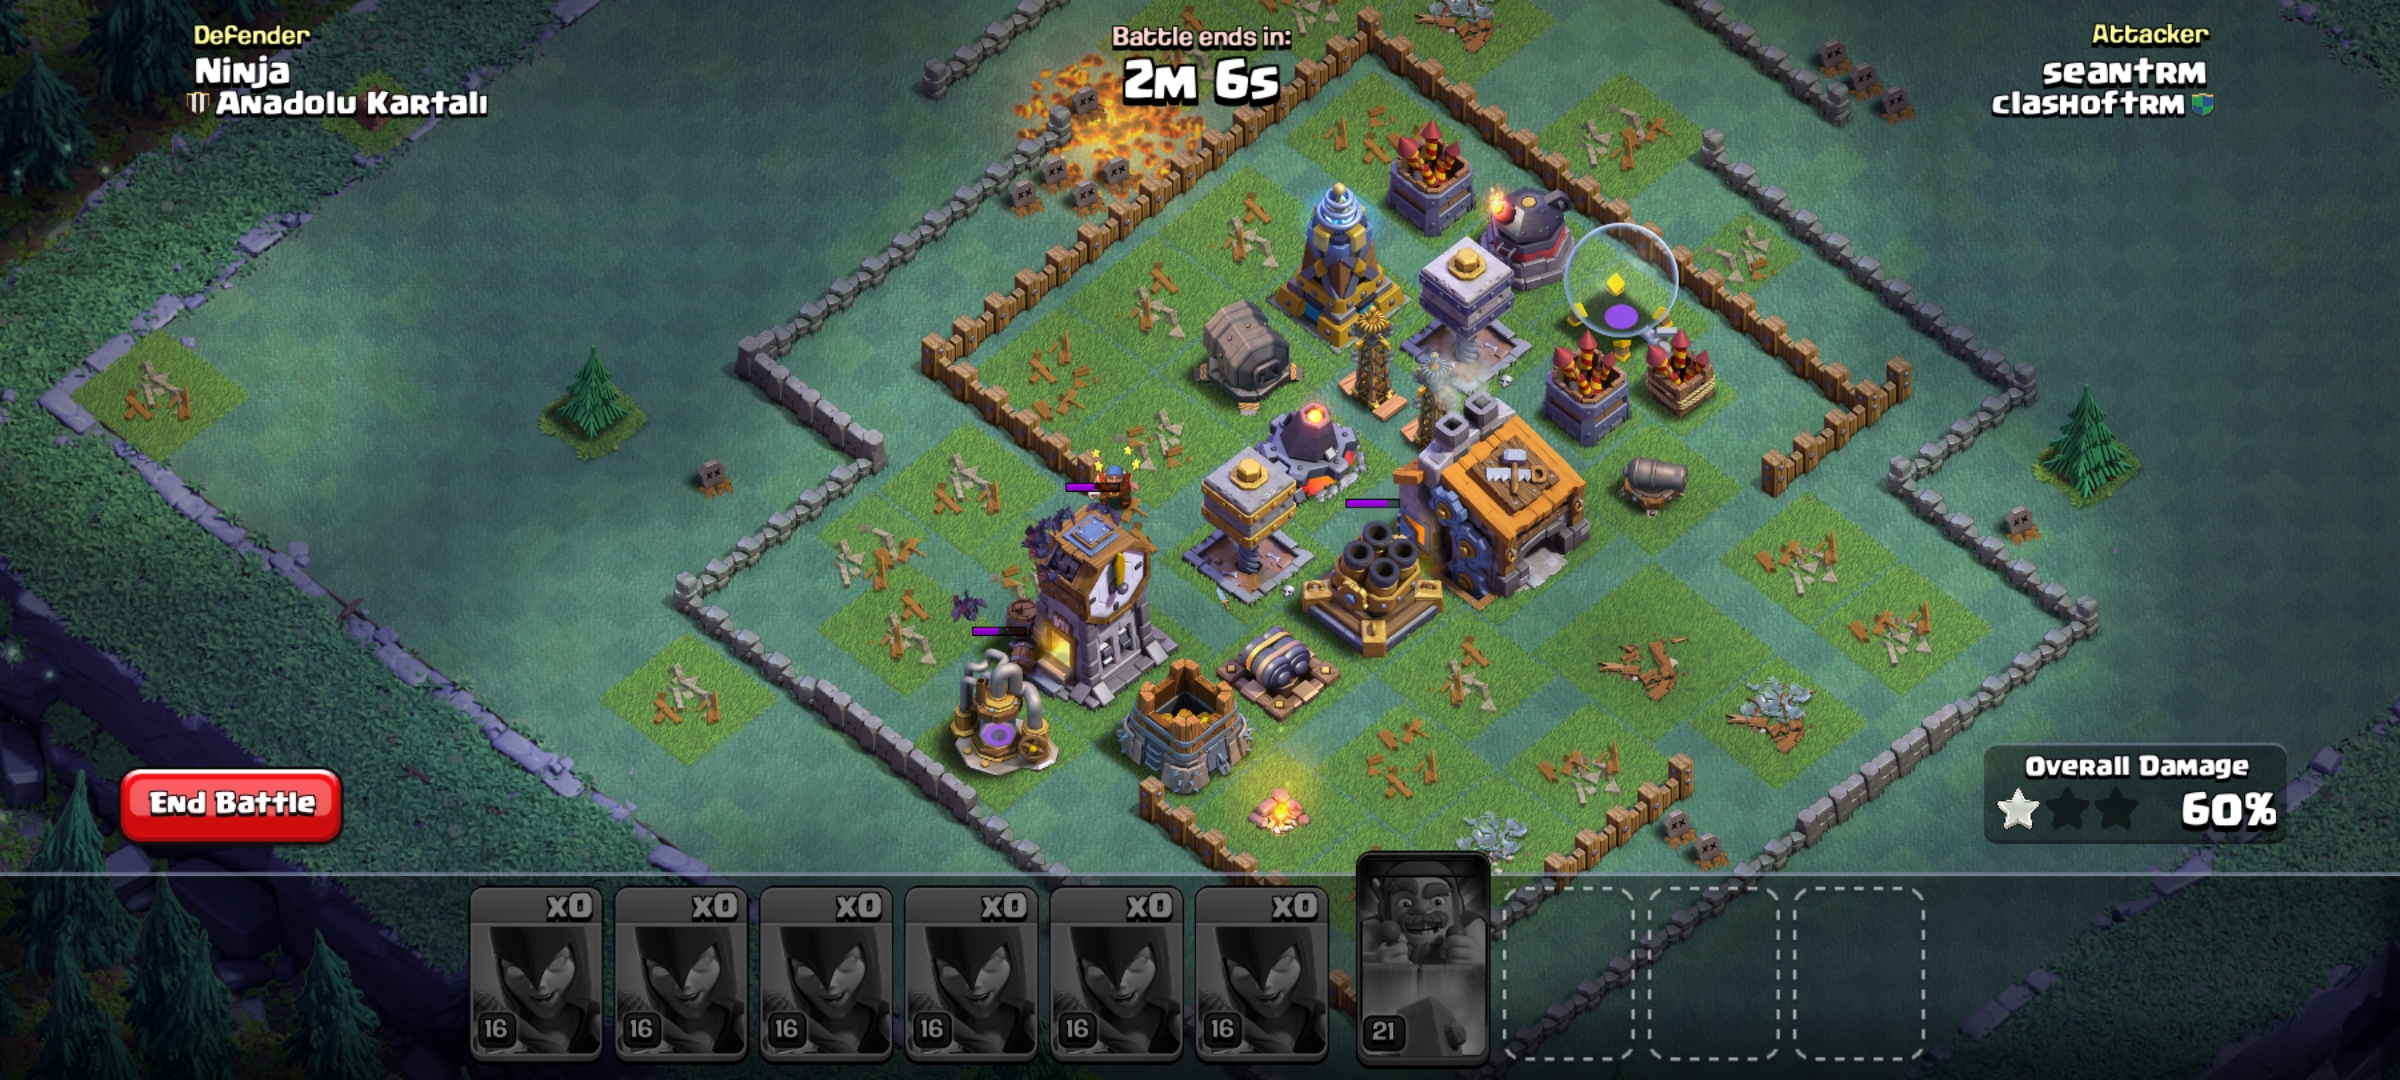 Defender
Ninja
Anadolu Kartalı
Battle ends in:
2M 6s
Attacker
seantRM
clashoftRM
End Battle
Overall Damage
60%
x0
x0
x0
x0
x0
x0
16
16
16
16
16
16
21